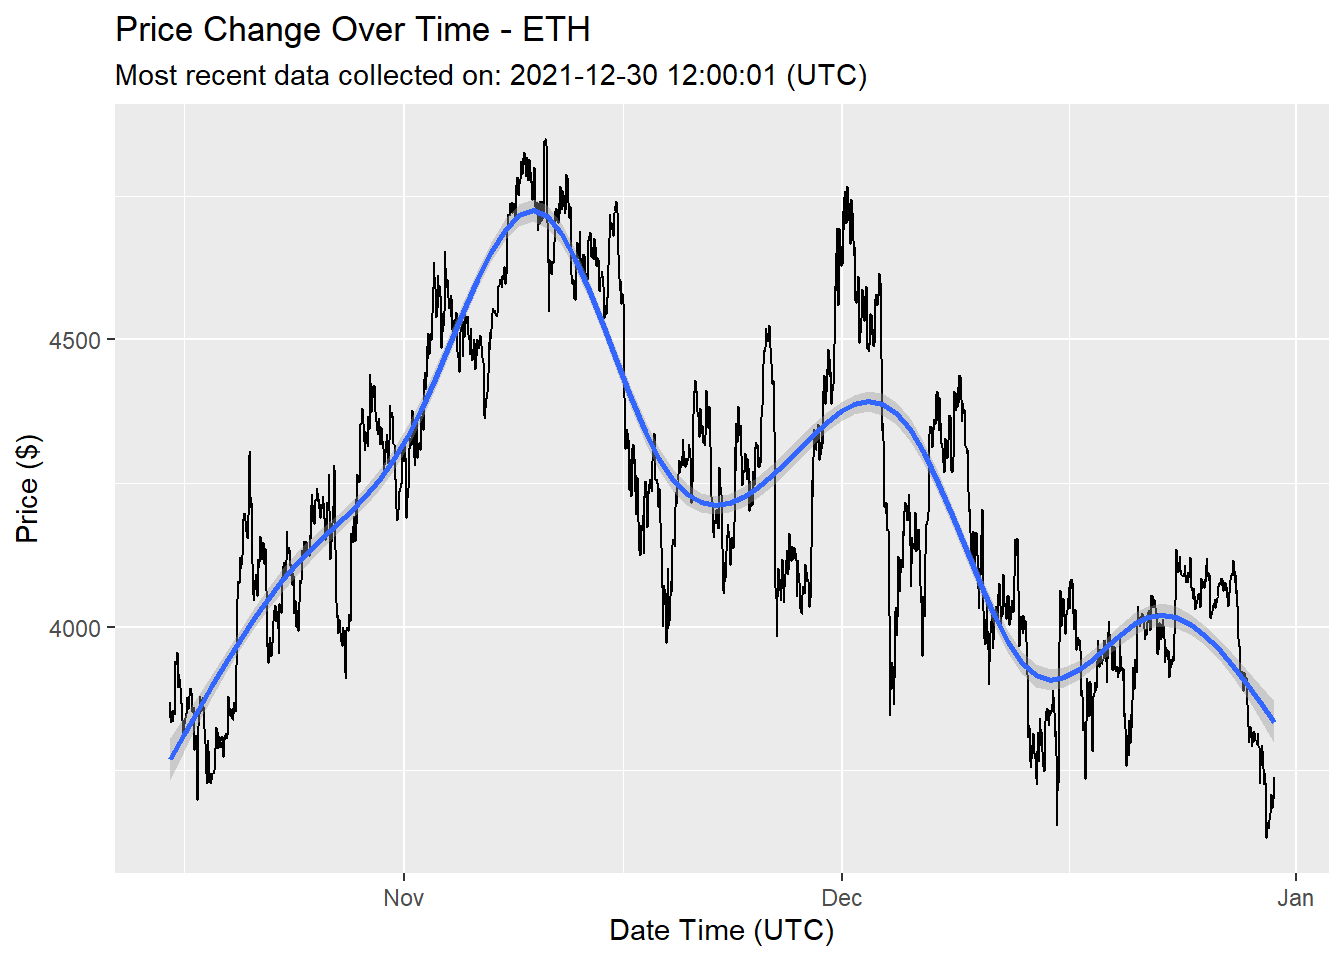 Price Change Over Time - ETH
Most recent data collected on: 2021-12-30 12:00:01 (UTC)
Price ($)
4500
4000
Nov
Dec
Jan
Date Time (UTC)